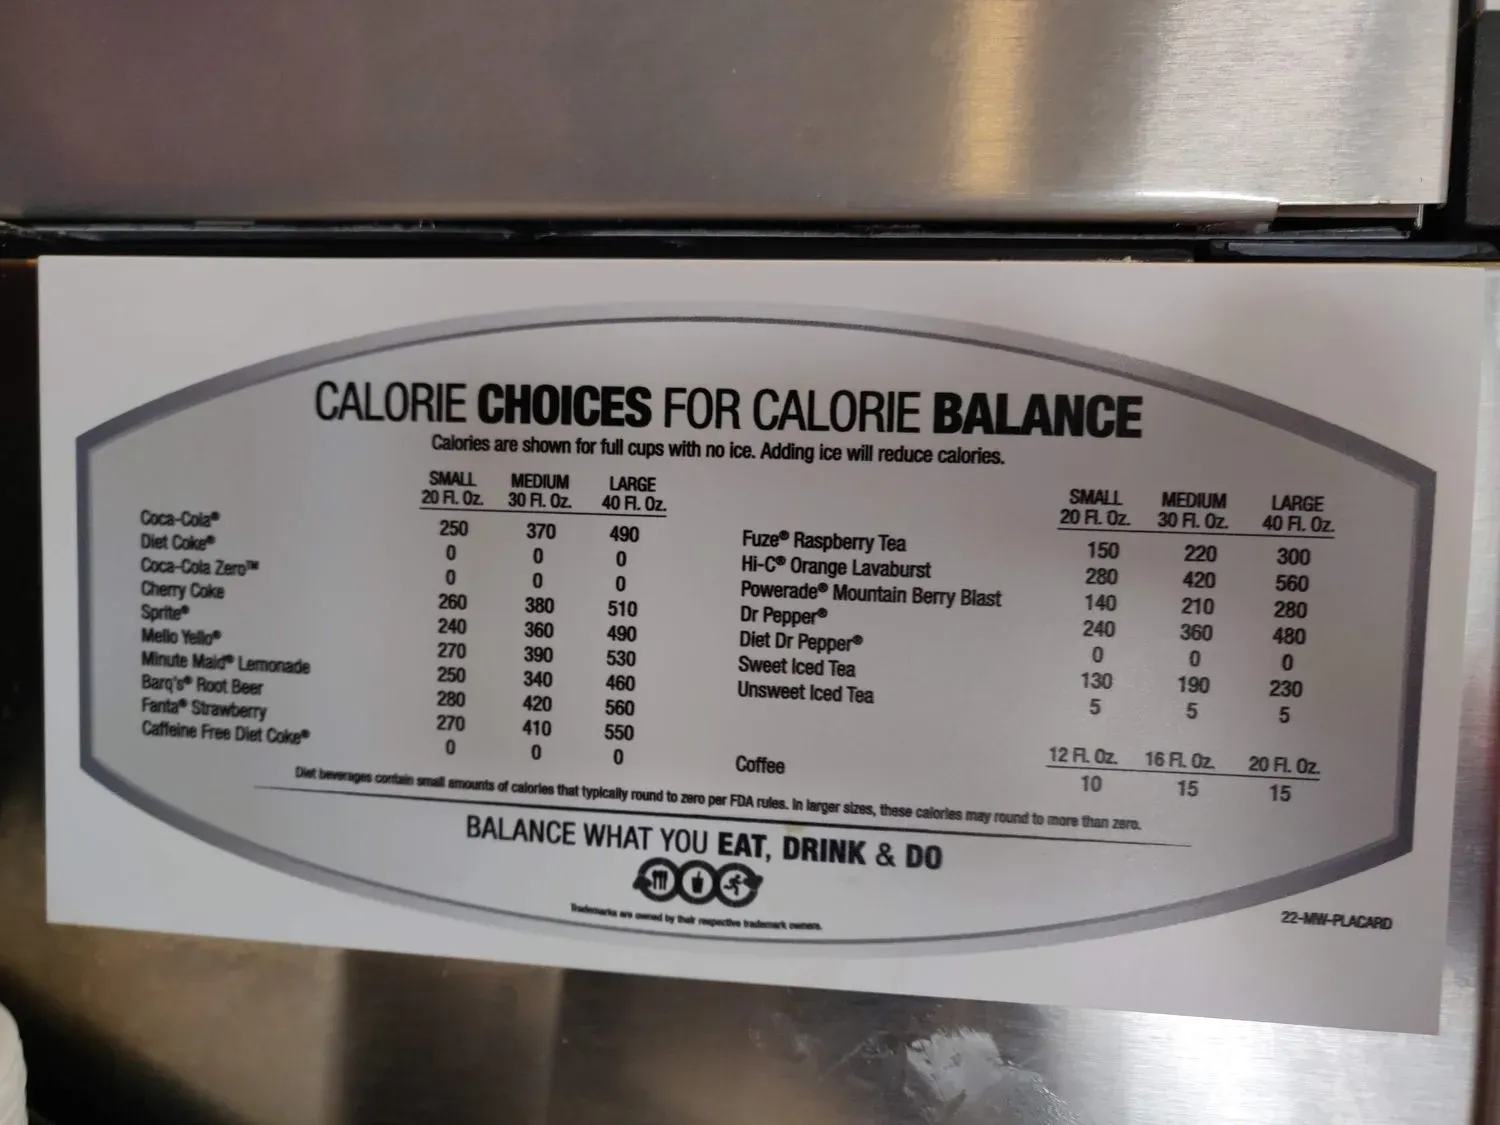 CALORIE CHOICES FOR CALORIE BALANCE
Calories are shown for full cups with no ice. Adding ice will reduce calories.
SMALL MEDIUM LARGE
20 Fl. Oz. 30 Fl. Oz. 40 Fl. Oz.
Coca-Cola® 250 370 490
Diet Coke® 0 0 0
Coca-Cola Zero™ 0 0 0
Cherry Coke 260 380 510
Sprite® 240 360 490
Mello Yello® 270 390 530
Minute Maid® Lemonade 250 340 460
Barq's® Root Beer 280 420 560
Fanta® Strawberry 270 410 550
Caffeine Free Diet Coke® 0 0 0
SMALL MEDIUM LARGE
20 Fl. Oz. 30 Fl. Oz. 40 Fl. Oz.
Fuze® Raspberry Tea 150 220 300
Hi-C® Orange Lavaburst 280 420 560
Powerade® Mountain Berry Blast 140 210 280
Dr Pepper® 240 360 480
Diet Dr Pepper® 0 0 0
Sweet Iced Tea 130 190 230
Unsweet Iced Tea 5 5 5
12 Fl. Oz. 16 Fl. Oz. 20 Fl. Oz.
Coffee 10 15 15
Diet beverages contain small amounts of calories that typically round to zero per FDA rules. In larger sizes, these calories may round to more than zero.
BALANCE WHAT YOU EAT, DRINK & DO
Trademarks are owned by their respective trademark owners.
22-MW-PLACARD